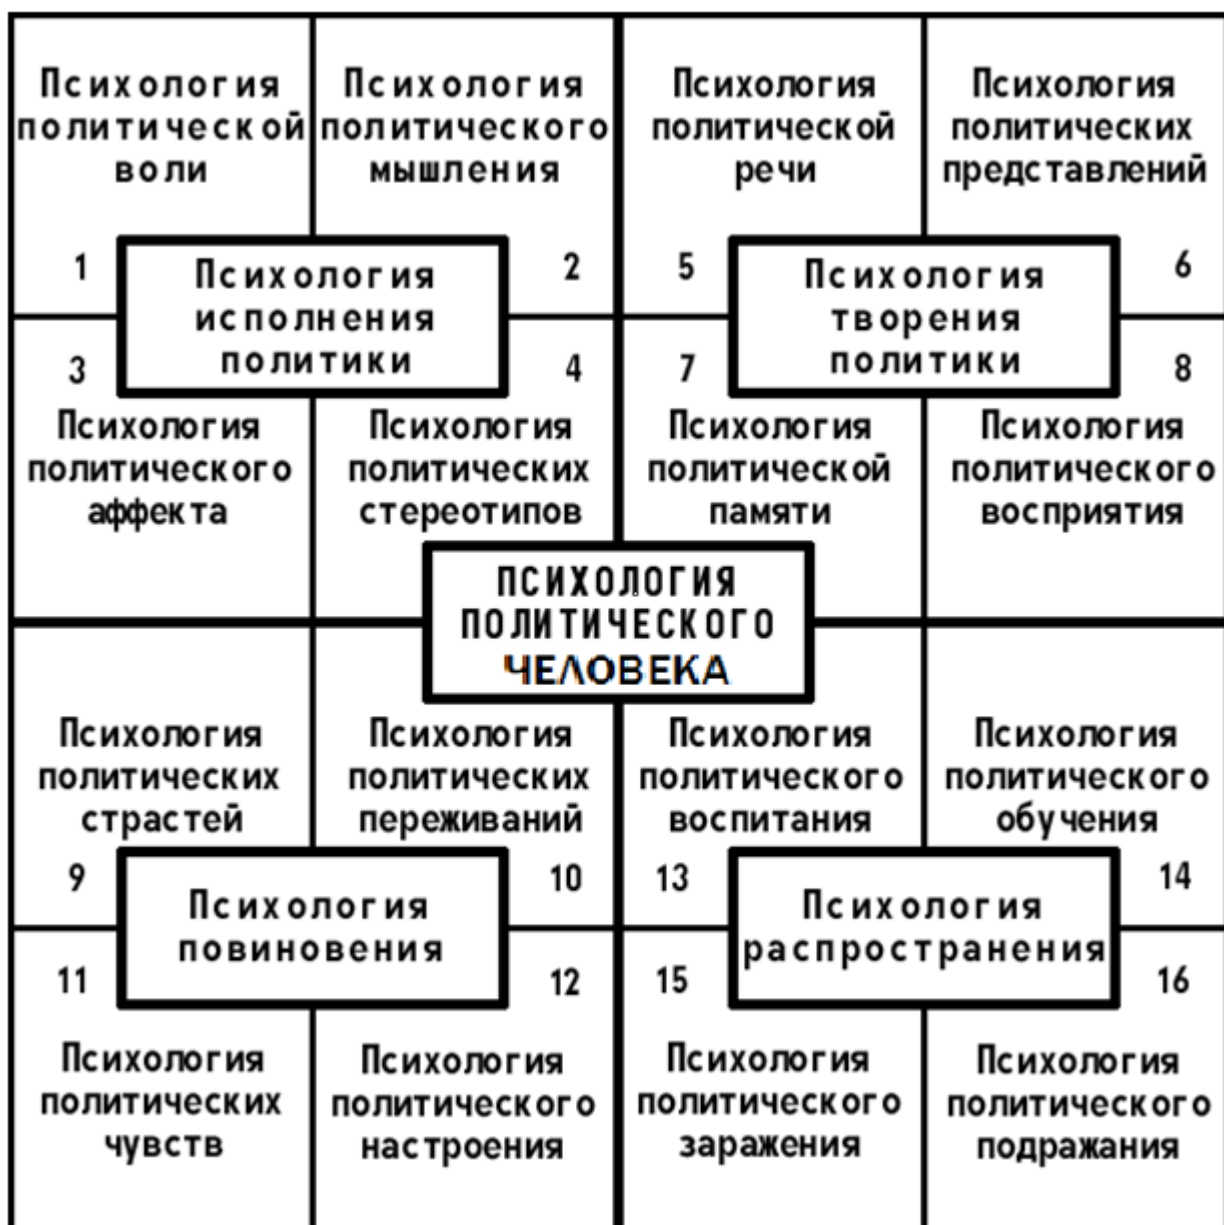 Психология
политической
воли
1
Психология
политического
мышления
2
Психология
исполнения
политики
3
Психология
политического
аффекта
4
Психология
политических
стереотипов
Психология
политической
речи
5
Психология
политических
представлений
6
Психология
творения
политики
7
Психология
политической
памяти
8
Психология
политического
восприятия
ПСИХОЛОГИЯ
ПОЛИТИЧЕСКОГО
ЧЕЛОВЕКА
Психология
политических
страстей
9
Психология
политических
переживаний
10
Психология
повиновения
11
Психология
политических
чувств
12
Психология
политического
настроения
Психология
политического
воспитания
13
Психология
политического
обучения
14
Психология
распространения
15
Психология
политического
заражения
16
Психология
политического
подражания